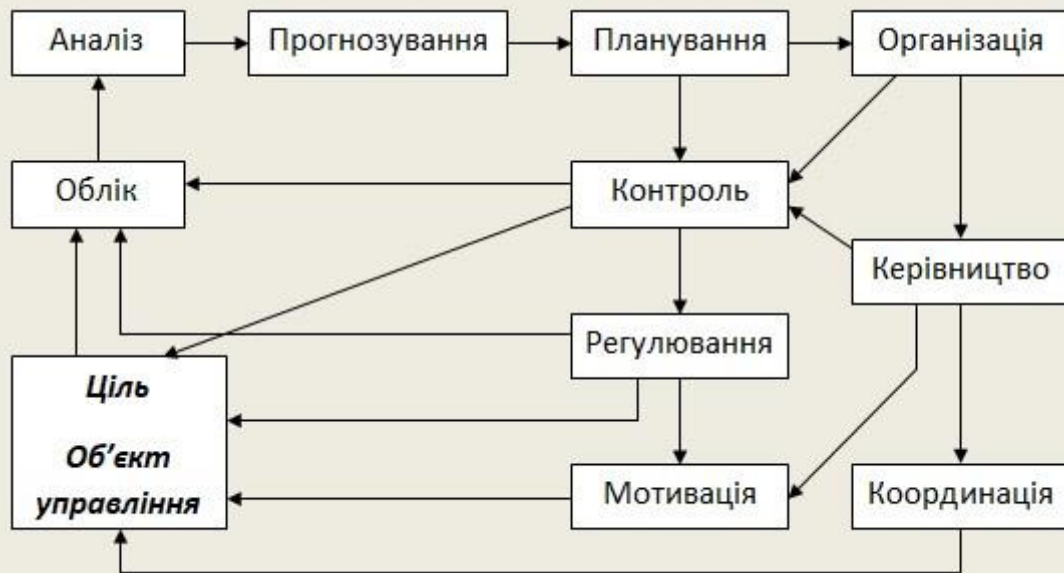 Аналіз
Прогнозування
Планування
Організація
Облік
Контроль
Керівництво
Регулювання
Ціль
Об’єкт
управління
Мотивація
Координація